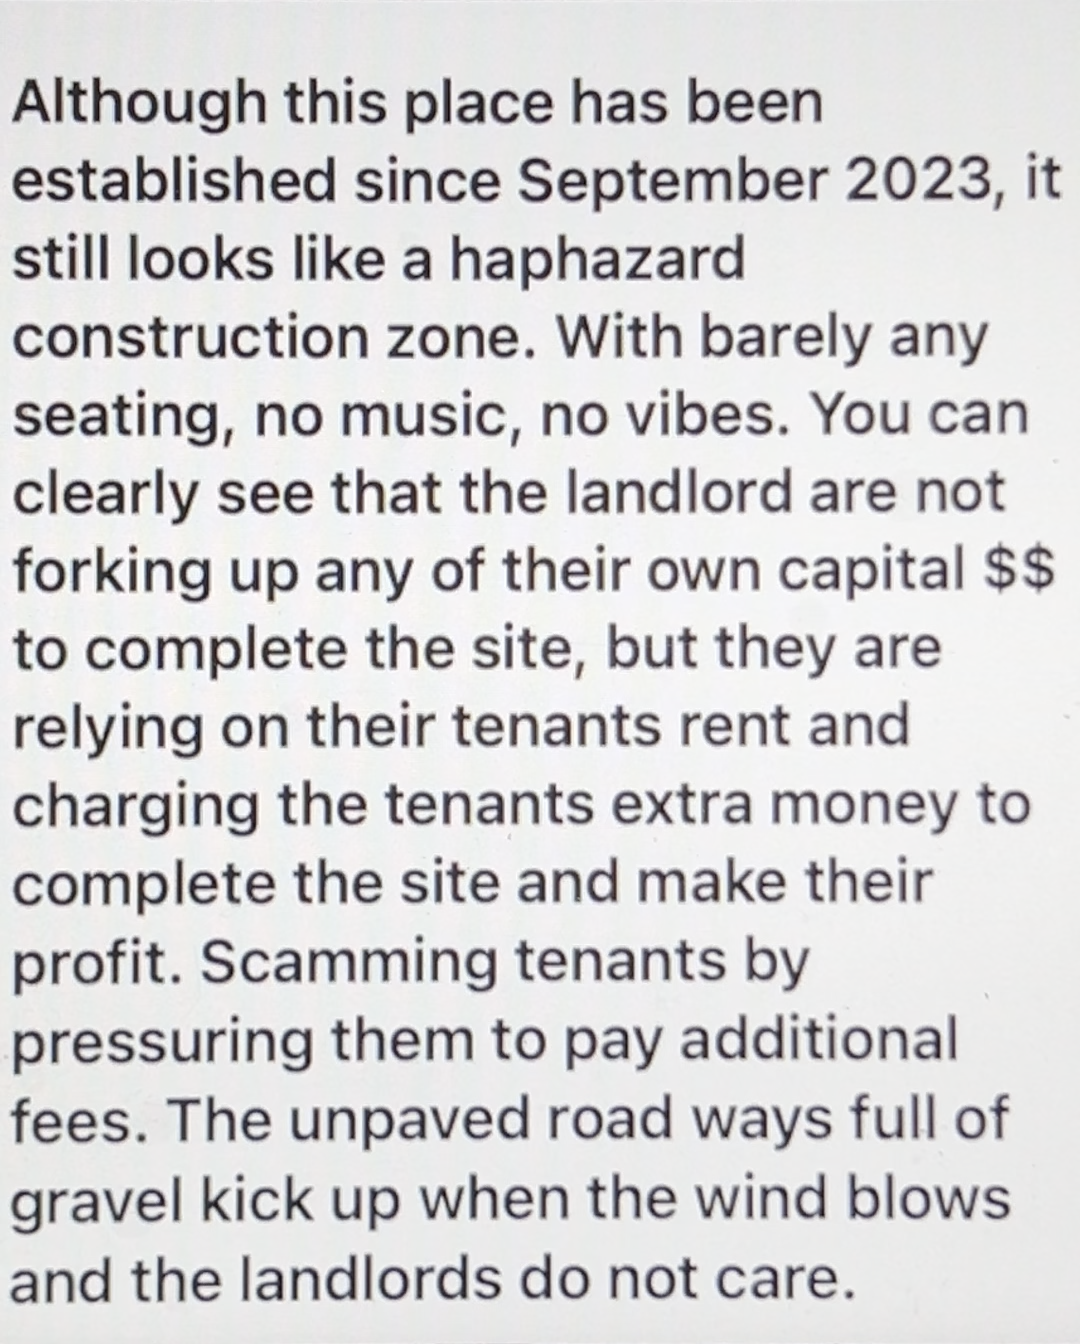 Although this place has been
established since September 2023, it
still looks like a haphazard
construction zone. With barely any
seating, no music, no vibes. You can
clearly see that the landlord are not
forking up any of their own capital $$
to complete the site, but they are
relying on their tenants rent and
charging the tenants extra money to
complete the site and make their
profit. Scamming tenants by
pressuring them to pay additional
fees. The unpaved road ways full of
gravel kick up when the wind blows
and the landlords do not care.